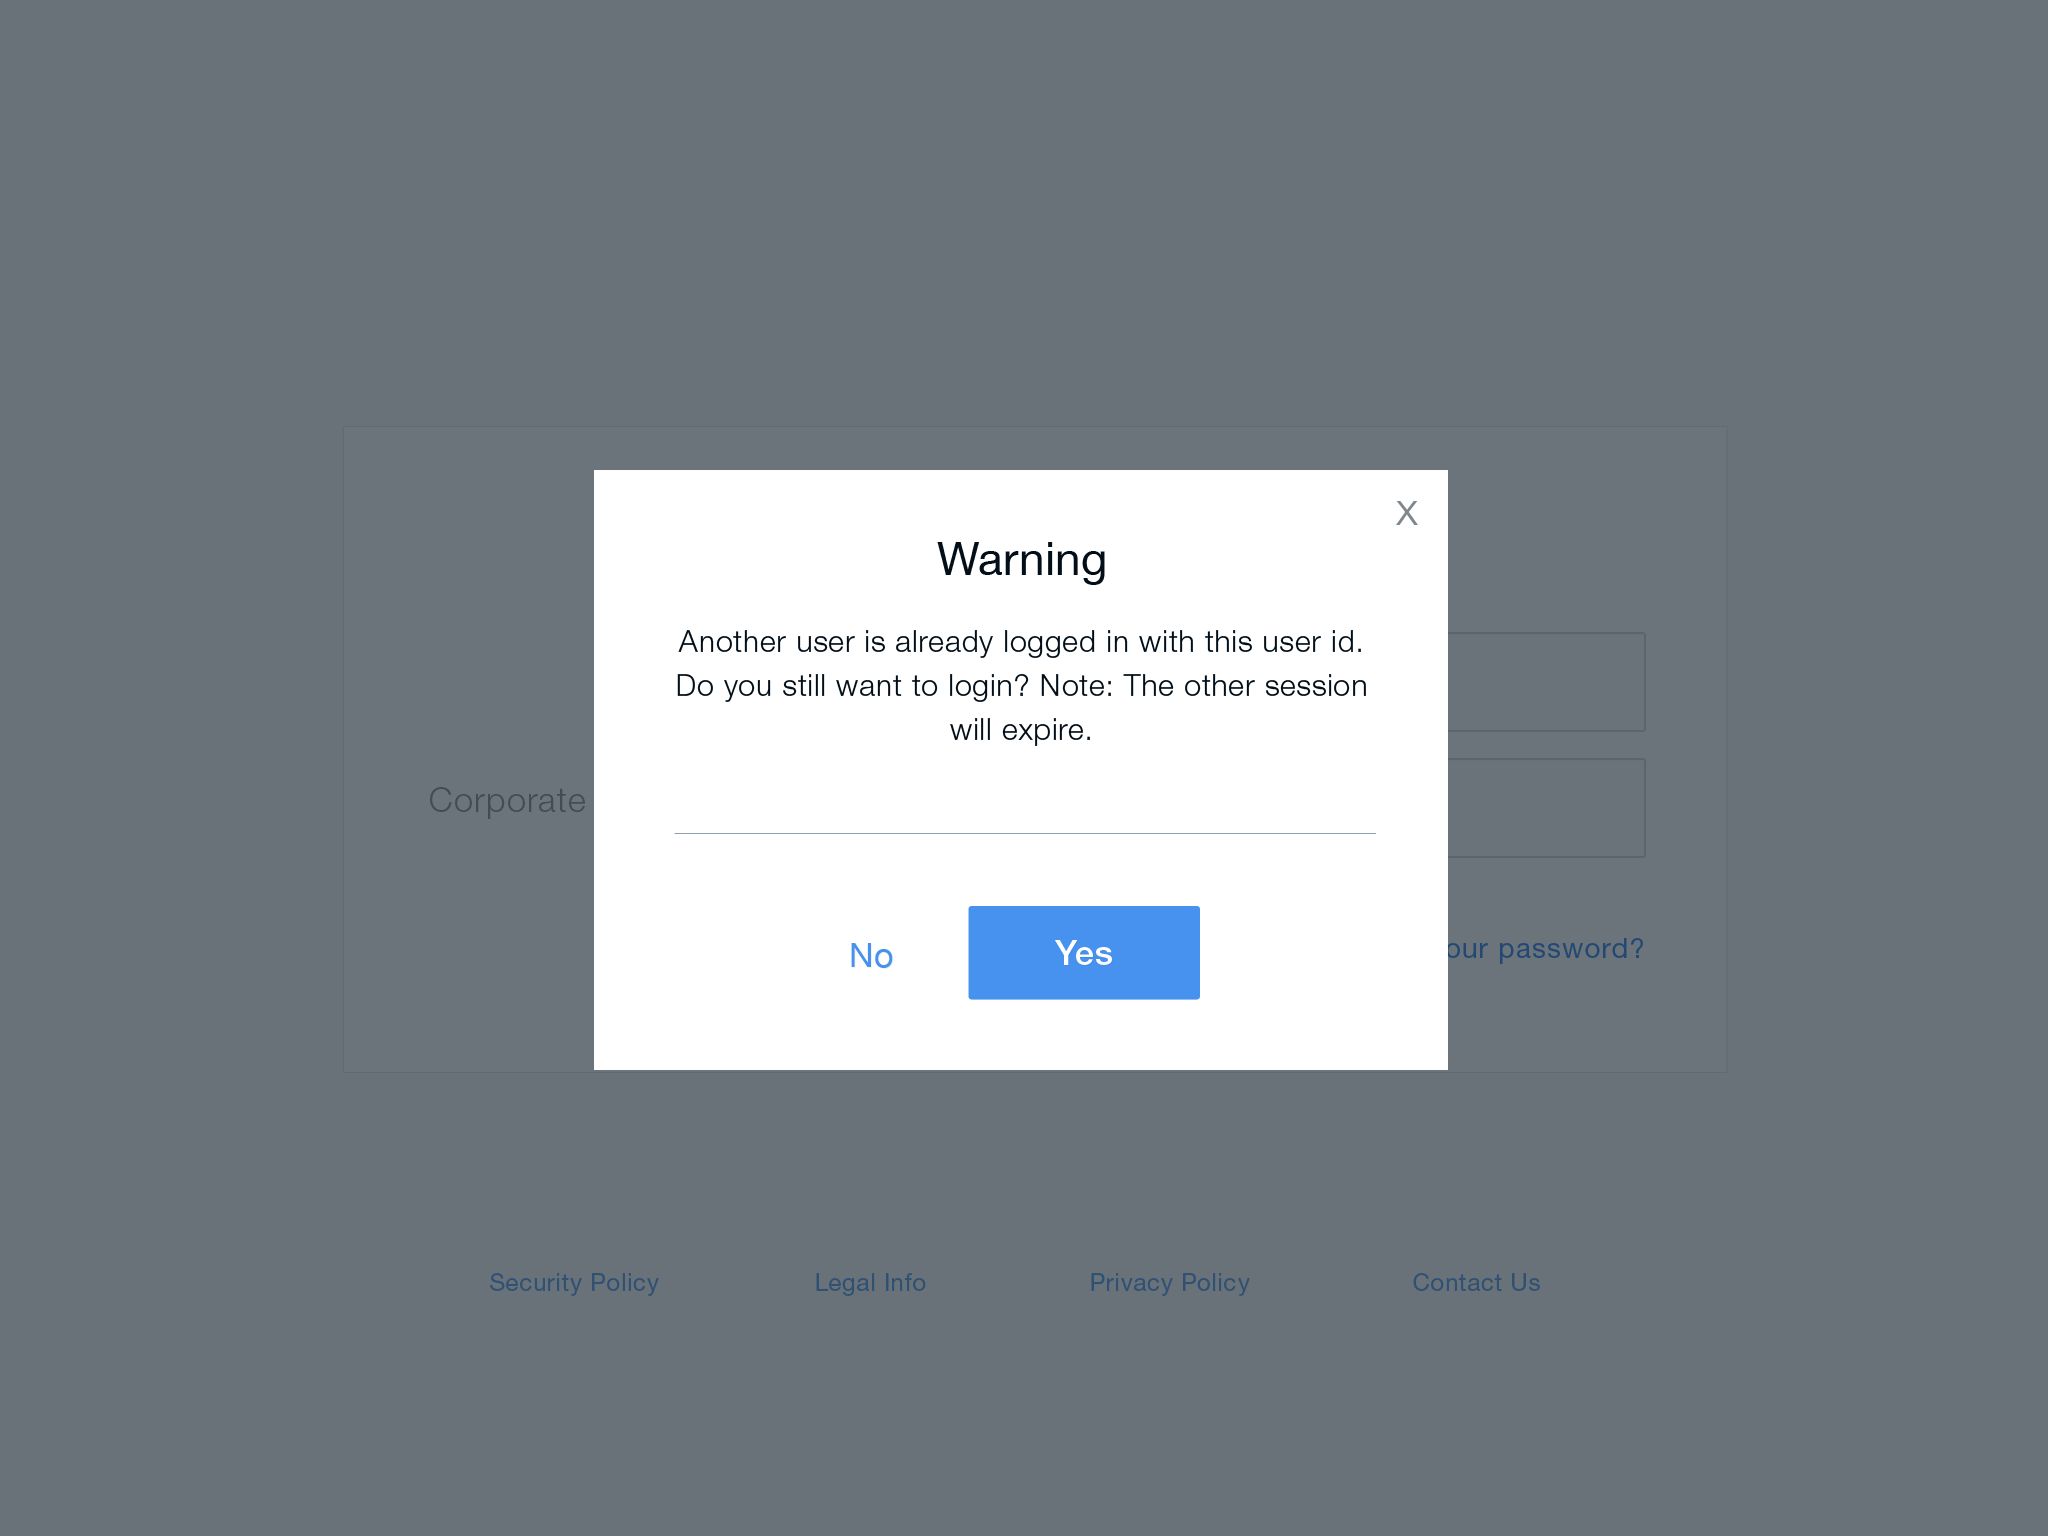 X
Warning
Another user is already logged in with this user id.
Do you still want to login? Note: The other session
will expire.
Corporate
No
Yes
our password?
Security Policy
Legal Info
Privacy Policy
Contact Us